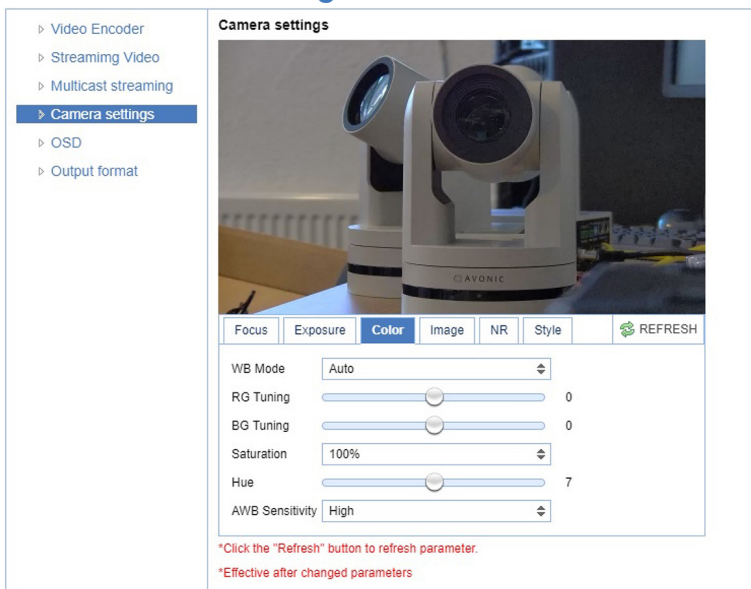 Video Encoder
Streamimg Video
Multicast streaming
Camera settings
OSD
Output format
Camera settings
AVONIC
Focus Exposure Color Image NR Style REFRESH
WB Mode Auto
RG Tuning 0
BG Tuning 0
Saturation 100%
Hue 7
AWB Sensitivity High
*Click the "Refresh" button to refresh parameter.
*Effective after changed parameters